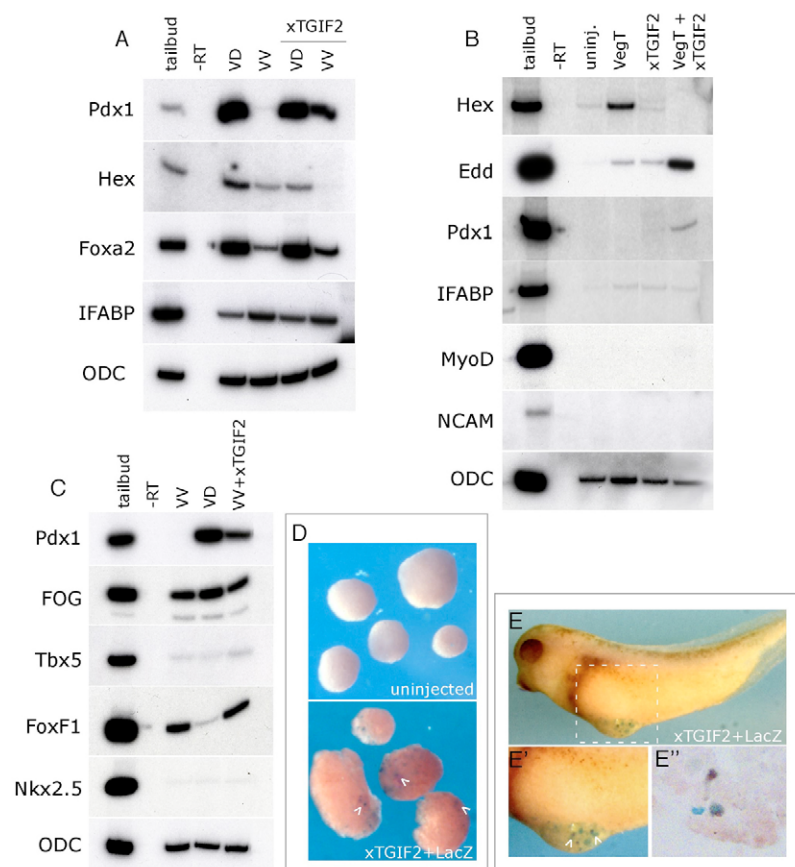 A
tailbud
-RT
VD
VV
xTGIF2
VD
VV
Pdx1
Hex
Foxa2
IFABP
ODC
B
tailbud
-RT
uninj.
VegT
xTGIF2
VegT +
xTGIF2
Hex
Edd
Pdx1
IFABP
MyoD
NCAM
ODC
C
tailbud
-RT
VV
VD
VV+xTGIF2
Pdx1
FOG
Tbx5
FoxF1
Nkx2.5
ODC
D
uninjected
xTGIF2+LacZ
E
xTGIF2+LacZ
E'
E''